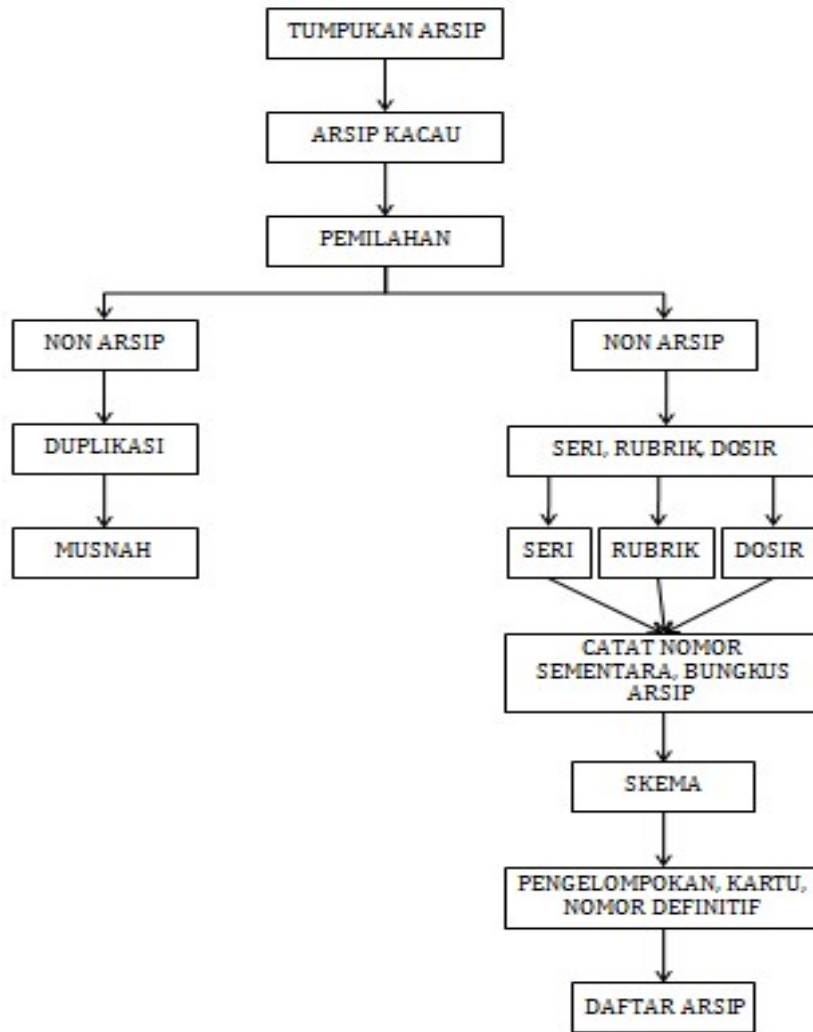 TUMPUKAN ARSIP
ARSIP KACAU
PEMILAHAN
NON ARSIP
NON ARSIP
DUPLIKASI
SERI, RUBRIK, DOSIR
MUSNAH
SERI
RUBRIK
DOSIR
CATAT NOMOR
SEMENTARA, BUNGKUS
ARSIP
SKEMA
PENGELOMPOKAN, KARTU,
NOMOR DEFINITIF
DAFTAR ARSIP